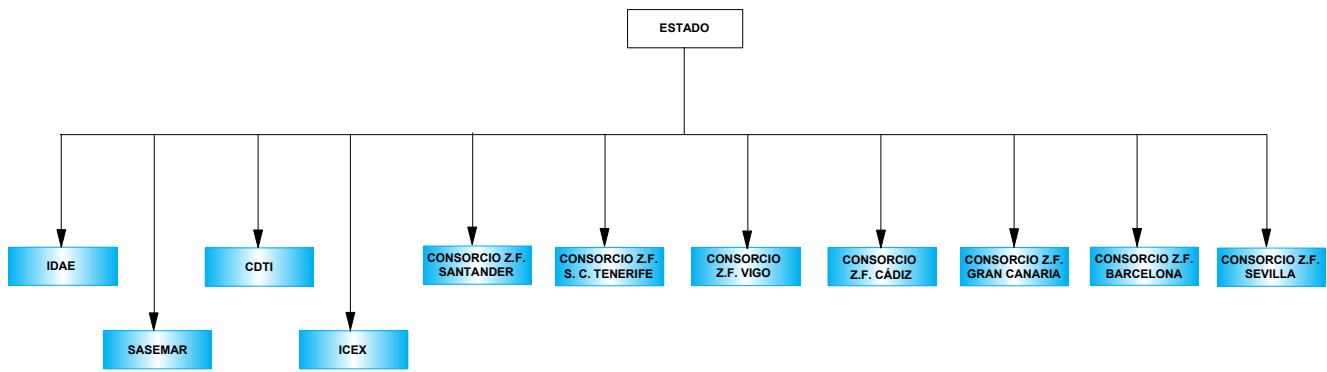 ESTADO
IDAE
CDTI
CONSORCIO Z.F.
SANTANDER
CONSORCIO Z.F.
S. C. TENERIFE
CONSORCIO
Z.F. VIGO
CONSORCIO
Z.F. CÁDIZ
CONSORCIO Z.F.
GRAN CANARIA
CONSORCIO Z.F.
BARCELONA
CONSORCIO Z.F.
SEVILLA
SASEMAR
ICEX